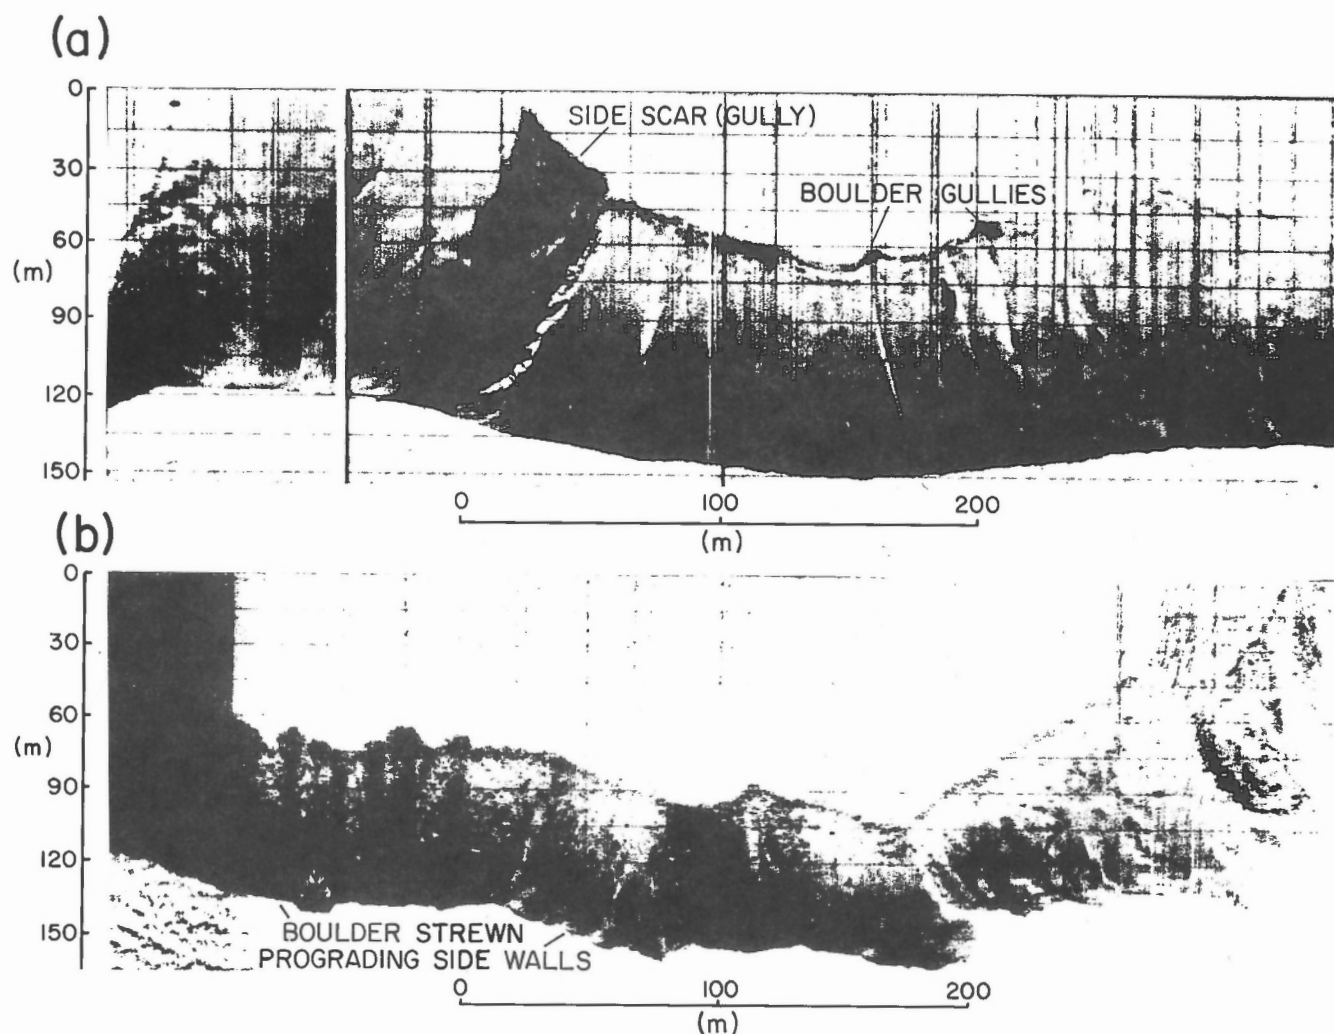 (a)
0
30
60
(m)
90
120
150
SIDE SCAR (GULLY)
BOULDER GULLIES
0 100 200
(m)
(b)
0
30
60
(m)
90
120
150
BOULDER STREWN
PROGRADING SIDE WALLS
0 100 200
(m)